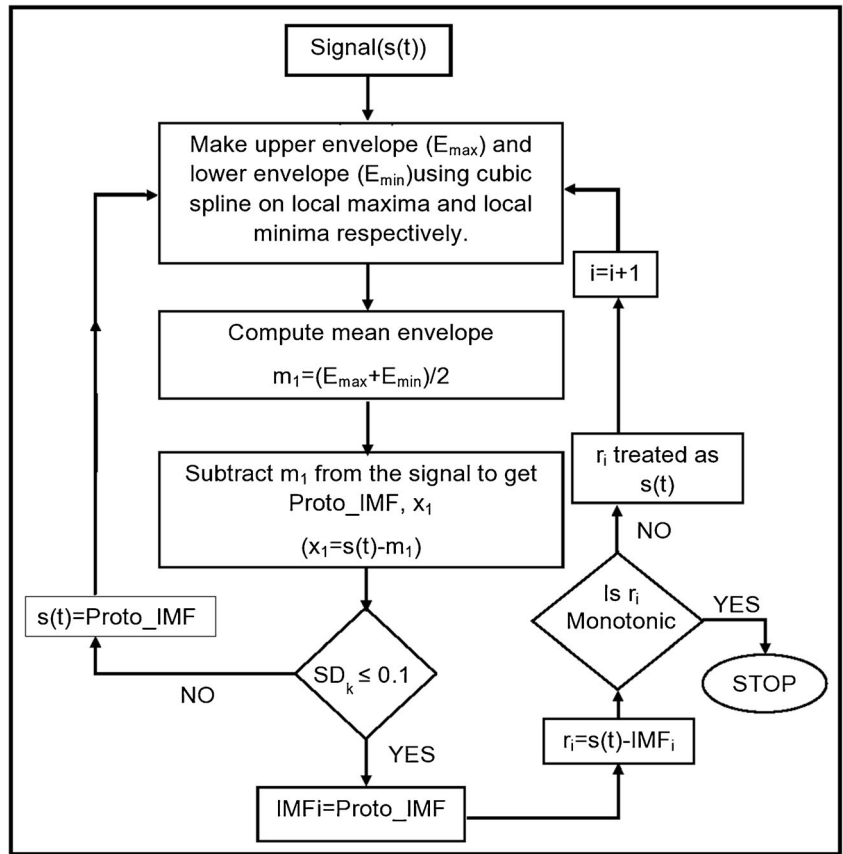 Signal(s(t))
Make upper envelope (Emax) and
lower envelope (Emin)using cubic
spline on local maxima and local
minima respectively.
i=i+1
Compute mean envelope
m1=(Emax+Emin)/2
Subtract m1 from the signal to get
Proto_IMF, x1
(x1=s(t)-m1)
ri treated as
s(t)
NO
Is ri
Monotonic
YES
STOP
s(t)=Proto_IMF
SDk ≤ 0.1
NO
YES
ri=s(t)-IMFi
IMFi=Proto_IMF